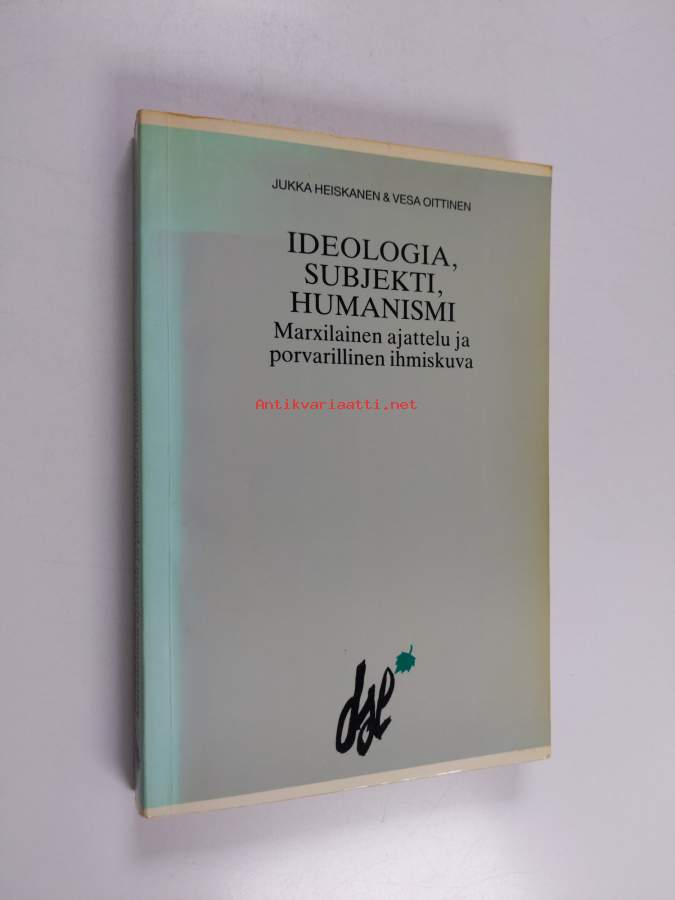 JUKKA HEISKANEN & VESA OITTINEN
IDEOLOGIA,
SUBJEKTI,
HUMANISMI
Marxilainen ajattelu ja
porvarillinen ihmiskuva
Antikvariaatti.net
dsl